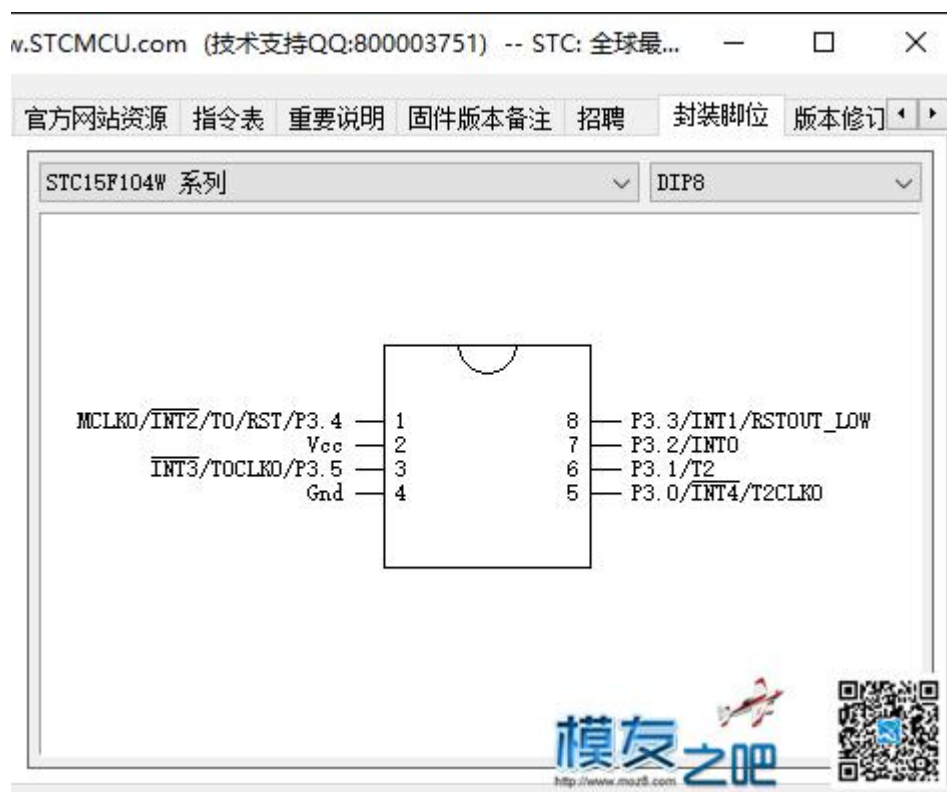 w.STCMCU.com (技术支持QQ:800003751) -- STC: 全球最...
官方网站资源 指令表 重要说明 固件版本备注 招聘 封装脚位 版本修订
STC15F104W 系列 DIP8
MCLKO/INT2/T0/RST/P3.4 1 8 P3.3/INT1/RSTOUT_LOW
Vcc 2 7 P3.2/INT0
INT3/T0CLKO/P3.5 3 6 P3.1/T2
Gnd 4 5 P3.0/INT4/T2CLKO
模友之吧
http://www.moz8.com